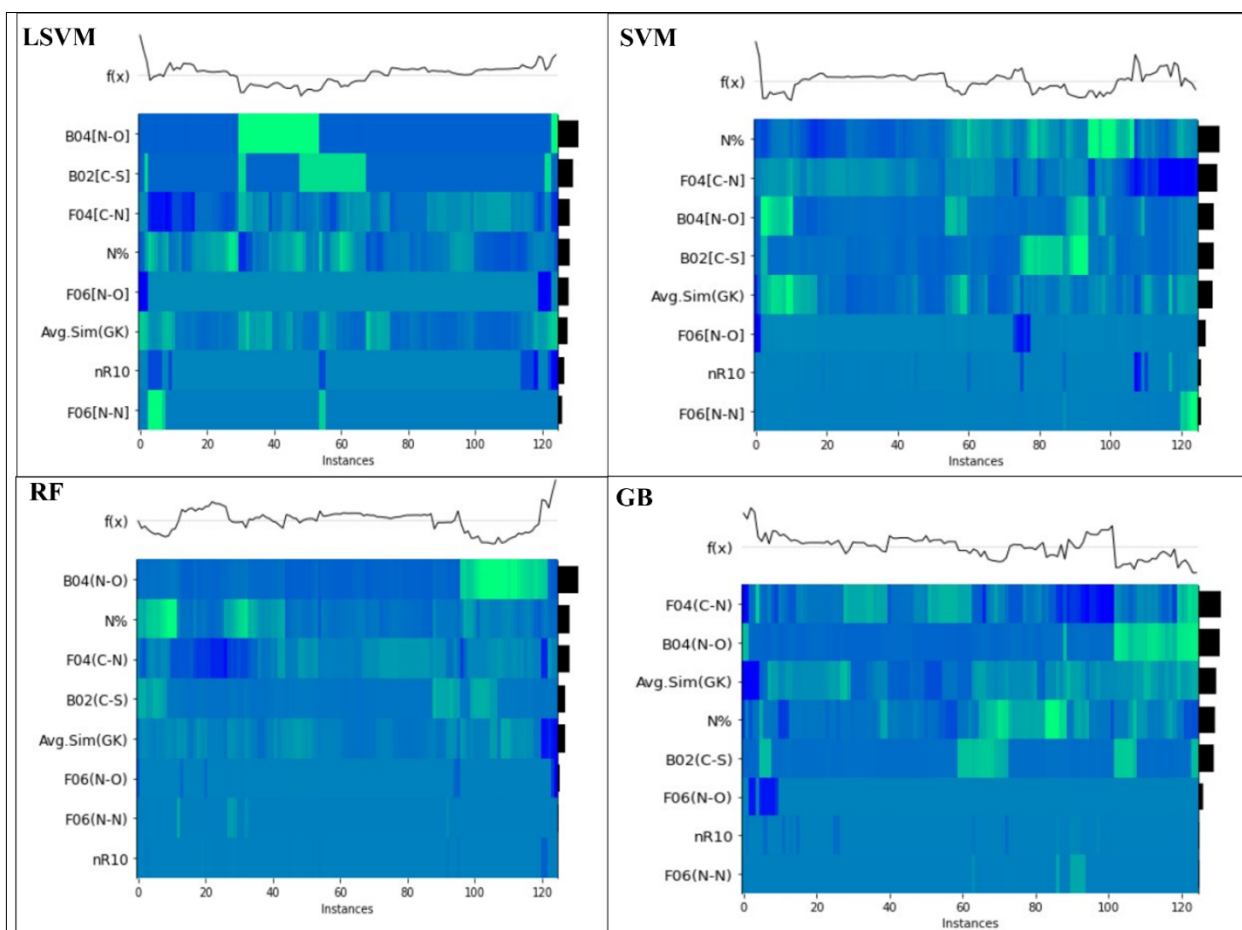 LSVM
f(x)
B04[N-O]
B02[C-S]
F04[C-N]
N%
F06[N-O]
Avg.Sim(GK)
nR10
F06[N-N]
0 20 40 60 80 100 120
Instances
SVM
f(x)
N%
F04[C-N]
B04[N-O]
B02[C-S]
Avg.Sim(GK)
F06[N-O]
nR10
F06[N-N]
0 20 40 60 80 100 120
Instances
RF
f(x)
B04(N-O)
N%
F04(C-N)
B02(C-S)
Avg.Sim(GK)
F06(N-O)
F06(N-N)
nR10
0 20 40 60 80 100 120
Instances
GB
f(x)
F04(C-N)
B04(N-O)
Avg.Sim(GK)
N%
B02(C-S)
F06(N-O)
nR10
F06(N-N)
0 20 40 60 80 100 120
Instances